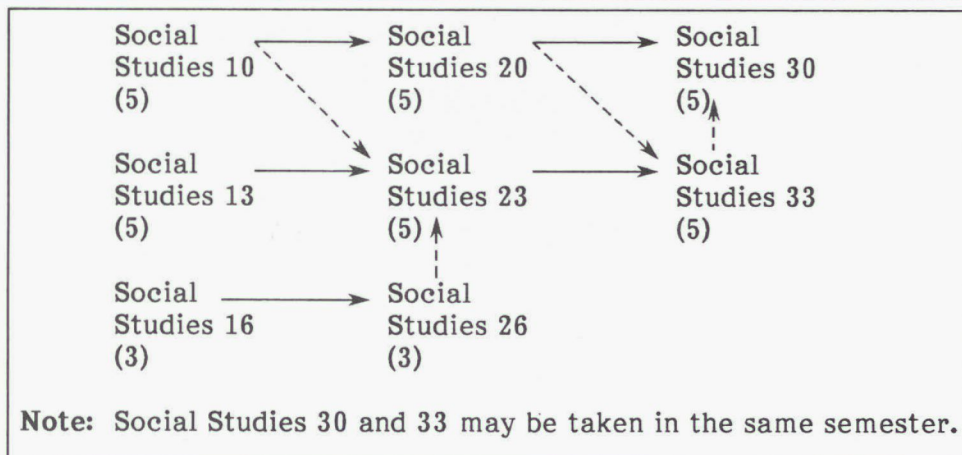 Social Studies 10 (5)
Social Studies 20 (5)
Social Studies 30 (5)
Social Studies 13 (5)
Social Studies 23 (5)
Social Studies 33 (5)
Social Studies 16 (3)
Social Studies 26 (3)
Note: Social Studies 30 and 33 may be taken in the same semester.